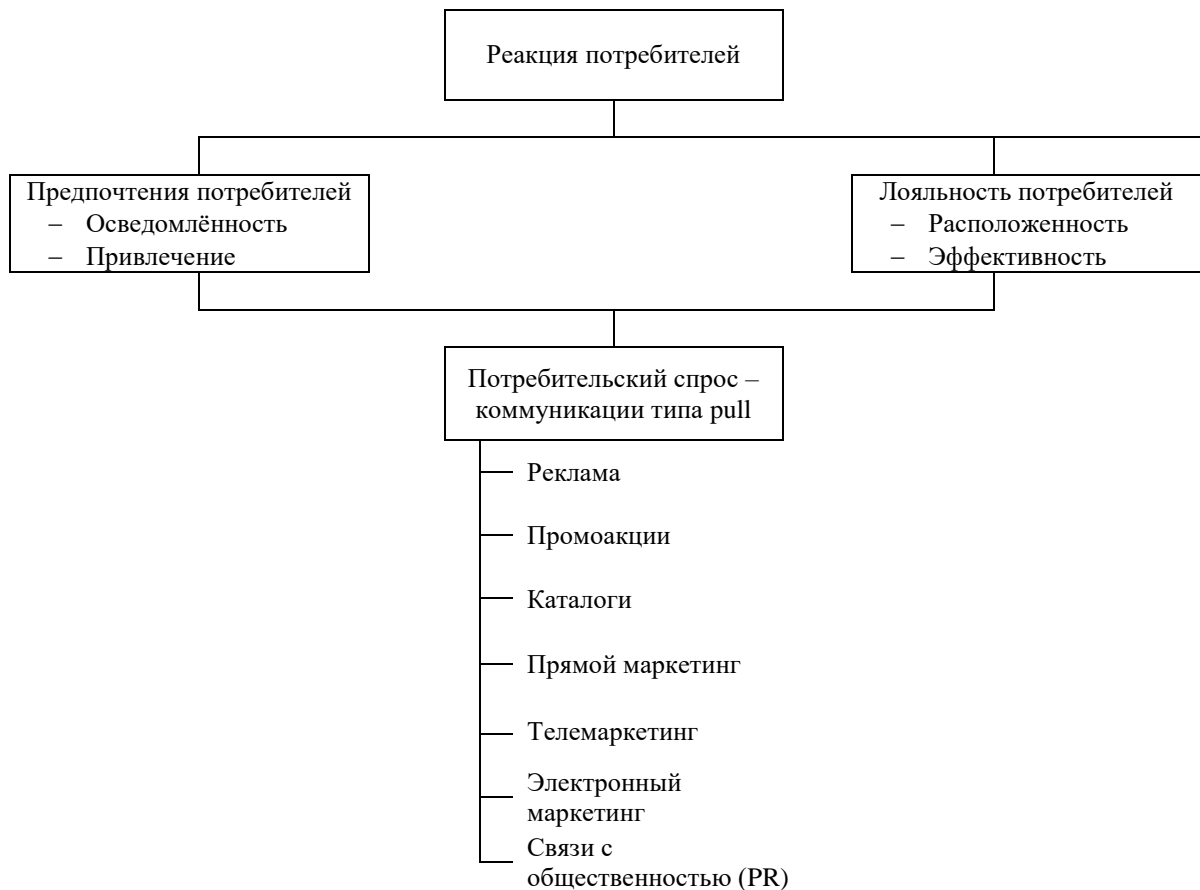 Реакция потребителей
Предпочтения потребителей
– Осведомлённость
– Привлечение
Лояльность потребителей
– Расположенность
– Эффективность
Потребительский спрос –
коммуникации типа pull
Реклама
Промоакции
Каталоги
Прямой маркетинг
Телемаркетинг
Электронный
маркетинг
Связи с
общественностью (PR)